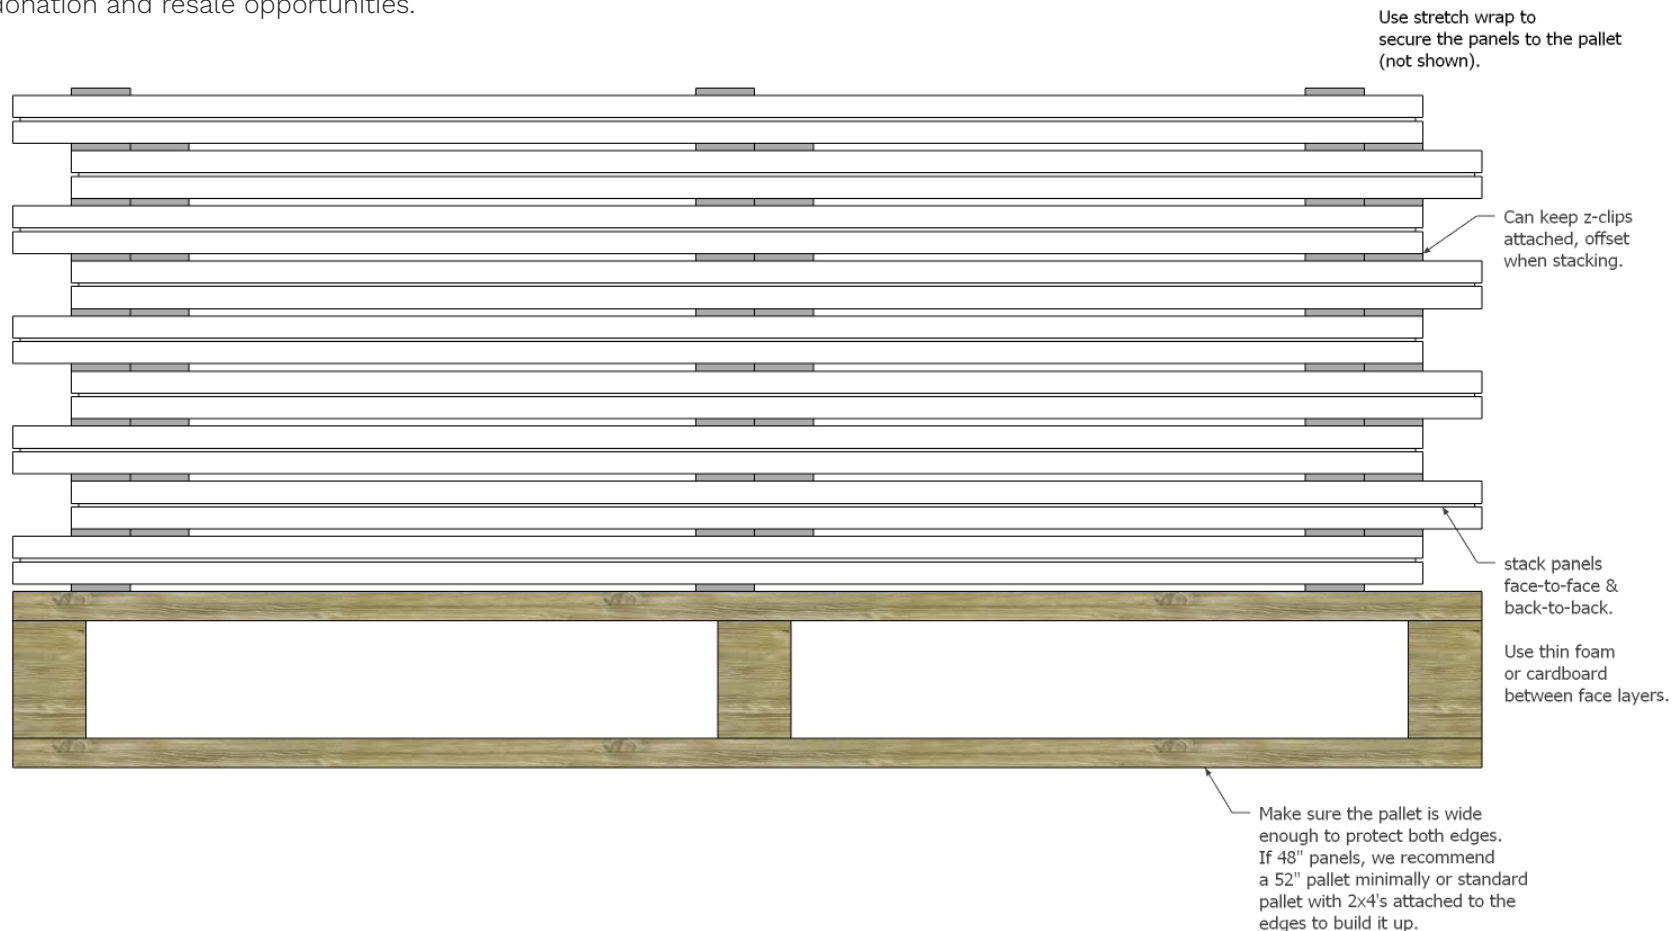 donation and resale opportunities.
Use stretch wrap to
secure the panels to the pallet
(not shown).
Can keep z-clips
attached, offset
when stacking.
stack panels
face-to-face &
back-to-back.
Use thin foam
or cardboard
between face layers.
Make sure the pallet is wide
enough to protect both edges.
If 48" panels, we recommend
a 52" pallet minimally or standard
pallet with 2x4's attached to the
edges to build it up.